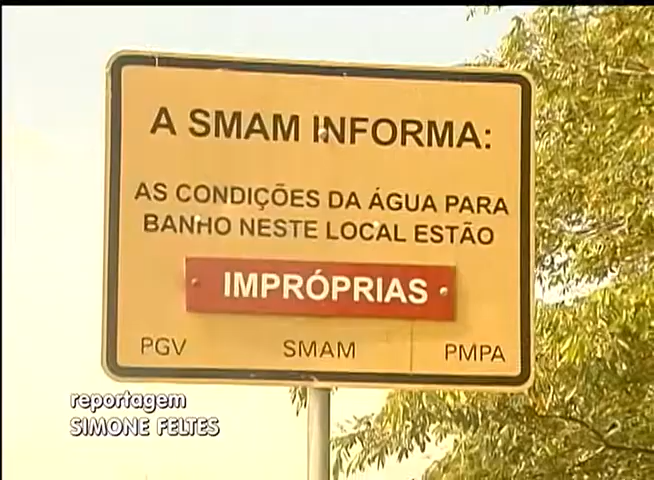 A SMAM INFORMA:
AS CONDIÇÕES DA ÁGUA PARA
BANHO NESTE LOCAL ESTÃO
IMPRÓPRIAS
PGV SMAM PMPA
reportagem
SIMONE FELTES